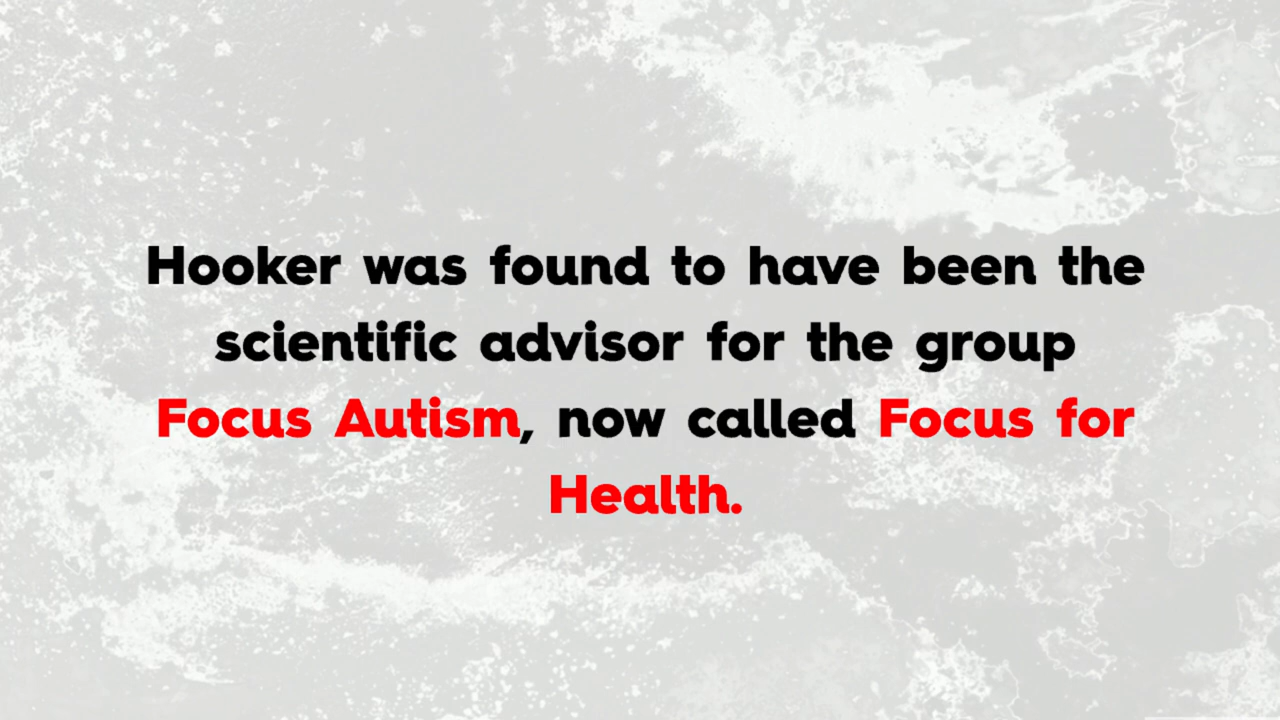 Hooker was found to have been the
scientific advisor for the group
Focus Autism, now called Focus for
Health.